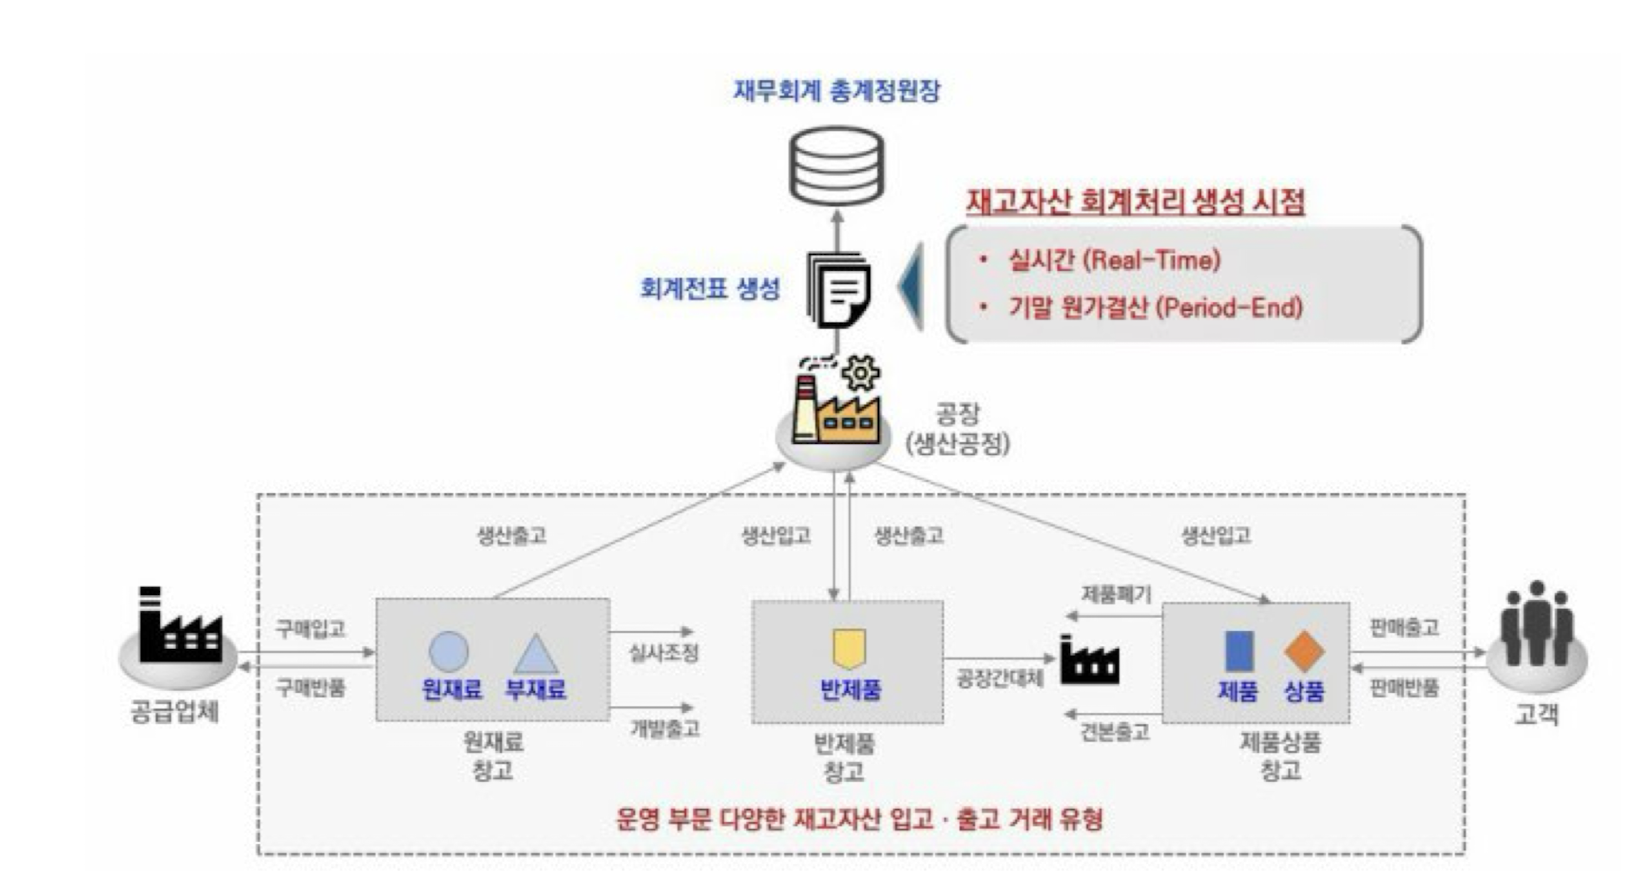 재무회계 총계정원장
재고자산 회계처리 생성 시점
• 실시간 (Real-Time)
• 기말 원가결산 (Period-End)
회계전표 생성
공장
(생산공정)
생산출고
생산입고
생산출고
생산입고
구매입고
구매반품
공급업체
원재료
부재료
원재료
창고
실사조정
개발출고
반제품
반제품
창고
공장간대체
제품폐기
견본출고
제품
상품
제품상품
창고
판매출고
판매반품
고객
운영 부문 다양한 재고자산 입고 · 출고 거래 유형